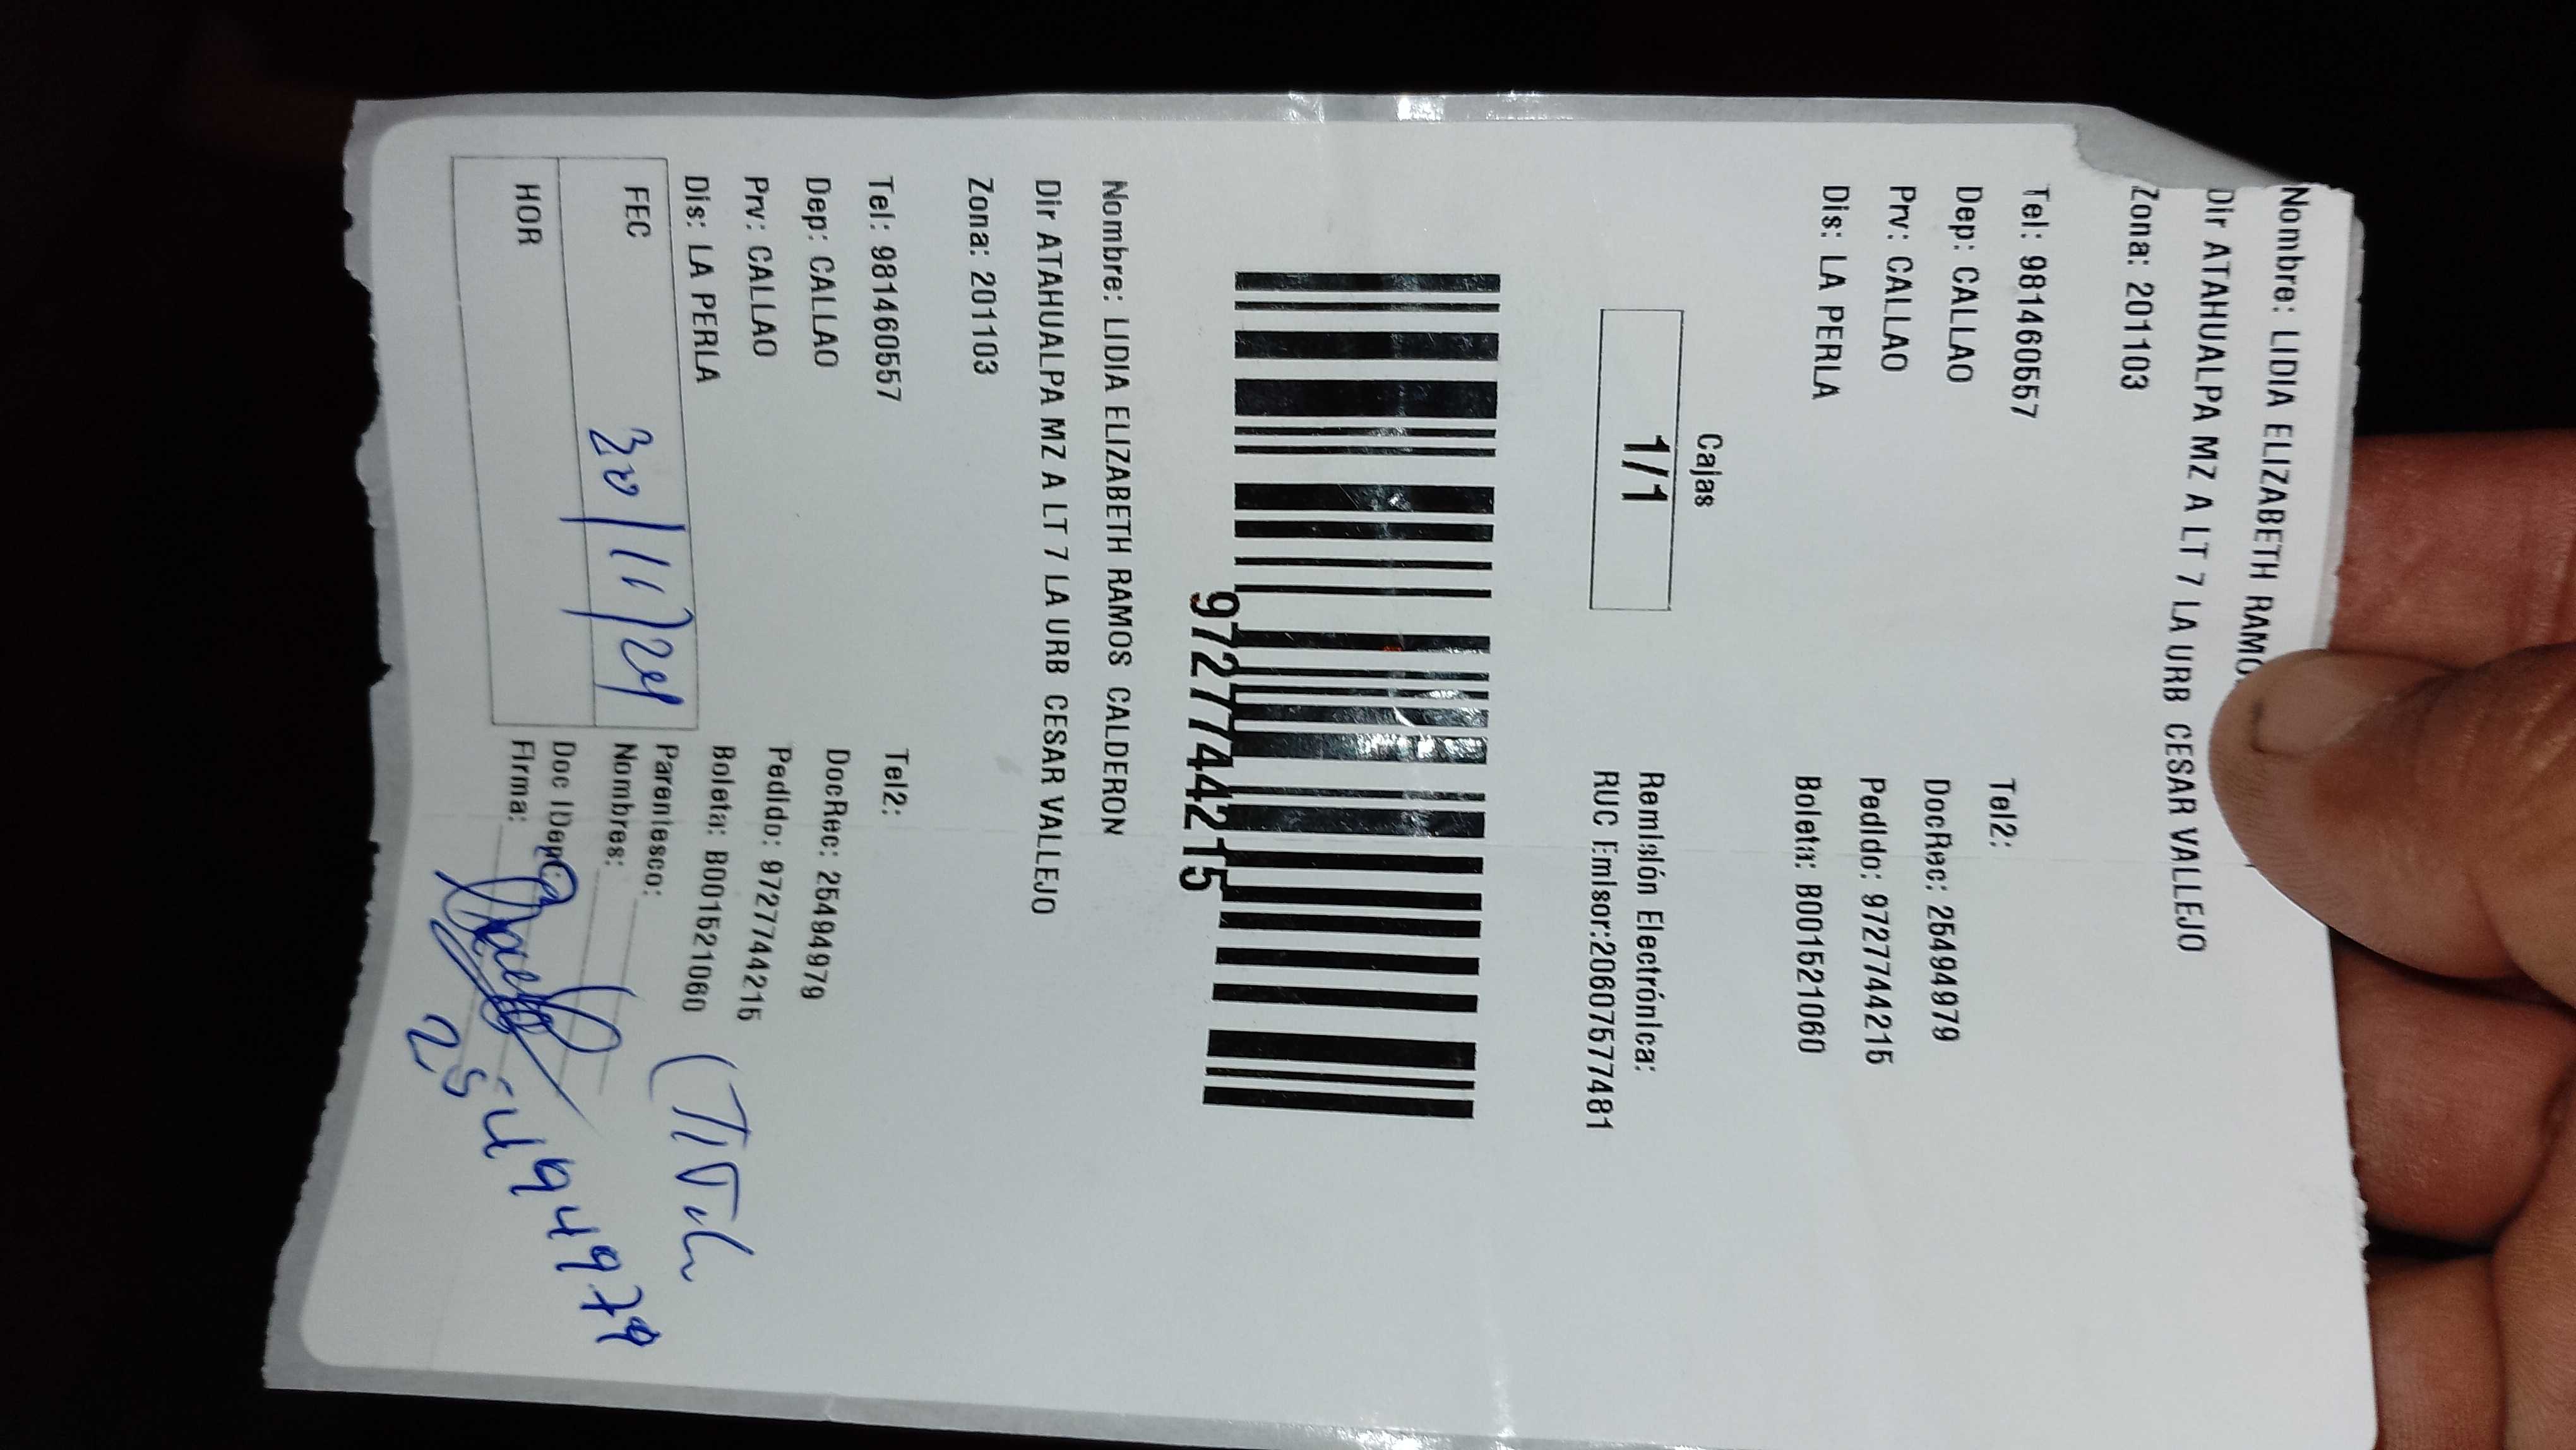 Nombre: LIDIA ELIZABETH RAMO
Dir ATAHUALPA MZ A LT 7 LA URB CESAR VALLEJO
Zona: 201103
Tel: 981460557 Tel2:
Dep: CALLAO DocRec: 25494979
Prv: CALLAO Pedido: 9727744215
Dis: LA PERLA Boleta: B001521060
Cajas
1/1
Remisión Electrónica:
RUC Emisor:20607577481
9727744215
Nombre: LIDIA ELIZABETH RAMOS CALDERON
Dir ATAHUALPA MZ A LT 7 LA URB CESAR VALLEJO
Zona: 201103
Tel: 981460557 Tel2:
Dep: CALLAO DocRec: 25494979
Prv: CALLAO Pedido: 9727744215
Dis: LA PERLA Boleta: B001521060
FEC 30/11/24
HOR
Parentesco:
Nombres:
Doc
Firma:
25494979